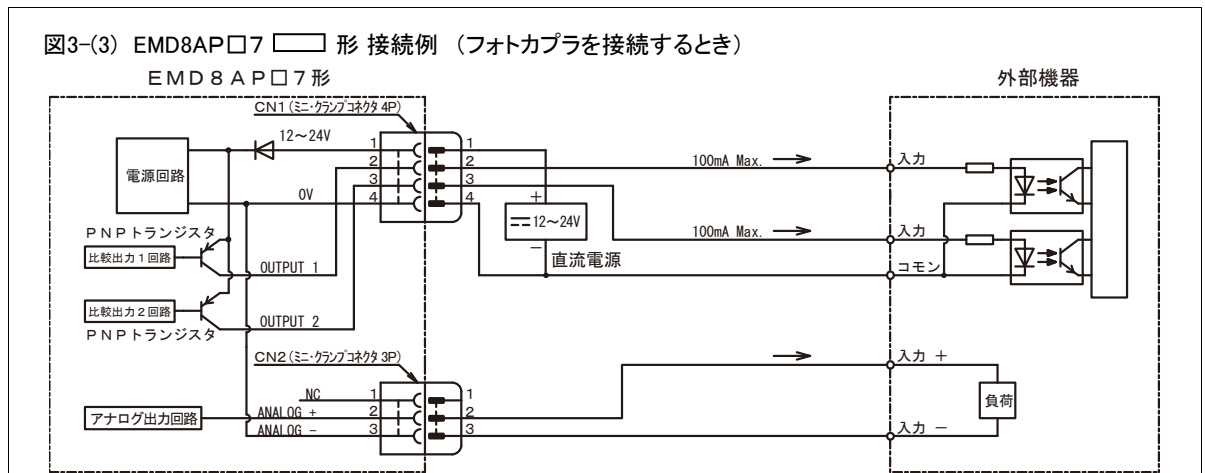 図3-(3) EMD8AP□7 □ 形 接続例 (フォトカプラを接続するとき)
EMD8AP□7形
外部機器
CN1(ミニ・クランプコネクタ 4P)
12~24V
1
1
電源回路
2
2
100mA Max.
入力
3
3
0V
4
4
+
12~24V
−
直流電源
PNPトランジスタ
比較出力1回路
OUTPUT 1
100mA Max.
入力
コモン
比較出力2回路
OUTPUT 2
PNPトランジスタ
CN2(ミニ・クランプコネクタ 3P)
入力 +
NC
1
1
アナログ出力回路
ANALOG +
2
2
負荷
ANALOG -
3
3
入力 -